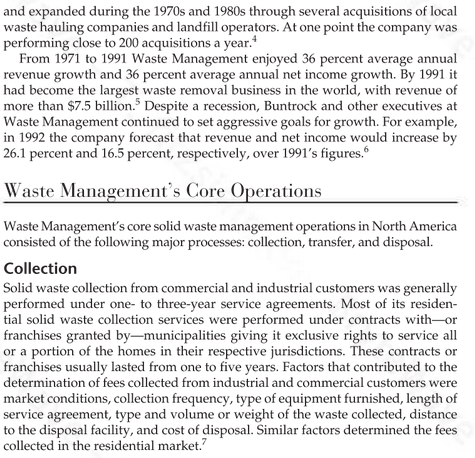 and expanded during the 1970s and 1980s through several acquisitions of local
waste hauling companies and landfill operators. At one point the company was
performing close to 200 acquisitions a year.4
From 1971 to 1991 Waste Management enjoyed 36 percent average annual
revenue growth and 36 percent average annual net income growth. By 1991 it
had become the largest waste removal business in the world, with revenue of
more than $7.5 billion.5 Despite a recession, Buntrock and other executives at
Waste Management continued to set aggressive goals for growth. For example,
in 1992 the company forecast that revenue and net income would increase by
26.1 percent and 16.5 percent, respectively, over 1991's figures.6
Waste Management's Core Operations
Waste Management's core solid waste management operations in North America
consisted of the following major processes: collection, transfer, and disposal.
Collection
Solid waste collection from commercial and industrial customers was generally
performed under one- to three-year service agreements. Most of its residen-
tial solid waste collection services were performed under contracts with—or
franchises granted by—municipalities giving it exclusive rights to service all
or a portion of the homes in their respective jurisdictions. These contracts or
franchises usually lasted from one to five years. Factors that contributed to the
determination of fees collected from industrial and commercial customers were
market conditions, collection frequency, type of equipment furnished, length of
service agreement, type and volume or weight of the waste collected, distance
to the disposal facility, and cost of disposal. Similar factors determined the fees
collected in the residential market.7